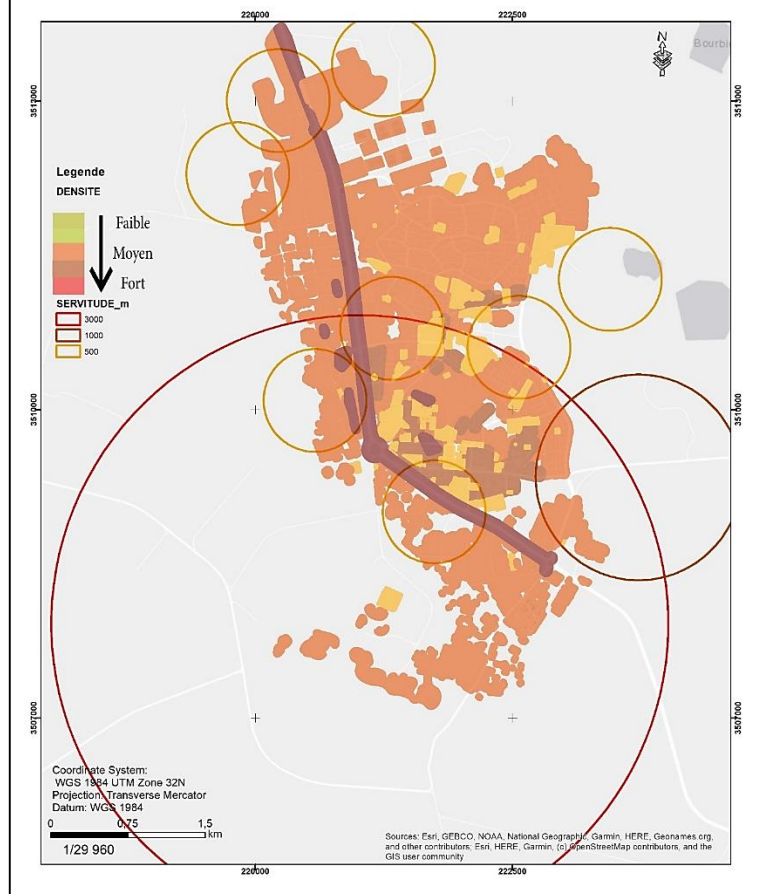 220000
222500
N
Bourbi
3513000
3513000
Legende
DENSITE
Faible
Moyen
Fort
SERVITUDE_m
3000
1000
500
3510000
3510000
3507000
3507000
Coordinate System:
WGS 1984 UTM Zone 32N
Projection: Transverse Mercator
Datum: WGS 1984
0 0,75 1,5
km
1/29 960
Sources: Esri, GEBCO, NOAA, National Geographic, Garmin, HERE, Geonames.org,
and other contributors; Esri, HERE, Garmin, (c) OpenStreetMap contributors, and the
GIS user community
220000
222500